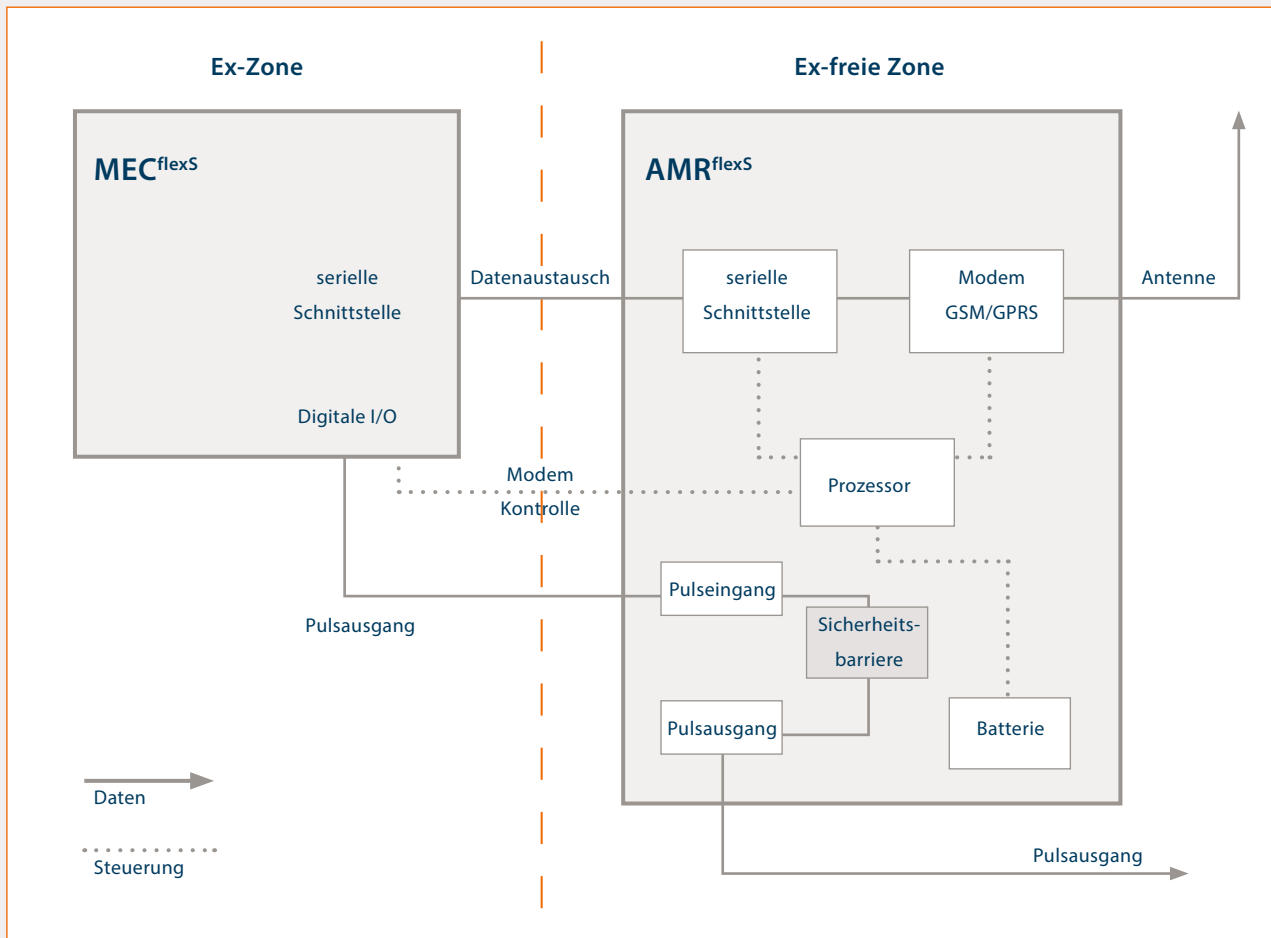 Ex-Zone
Ex-freie Zone
MECflexS
AMRflexS
serielle
Schnittstelle
Datenaustausch
serielle
Schnittstelle
Modem
GSM/GPRS
Antenne
Digitale I/O
Modem
Kontrolle
Prozessor
Pulseingang
Pulsausgang
Sicherheits-
barriere
Pulsausgang
Batterie
Daten
Steuerung
Pulsausgang